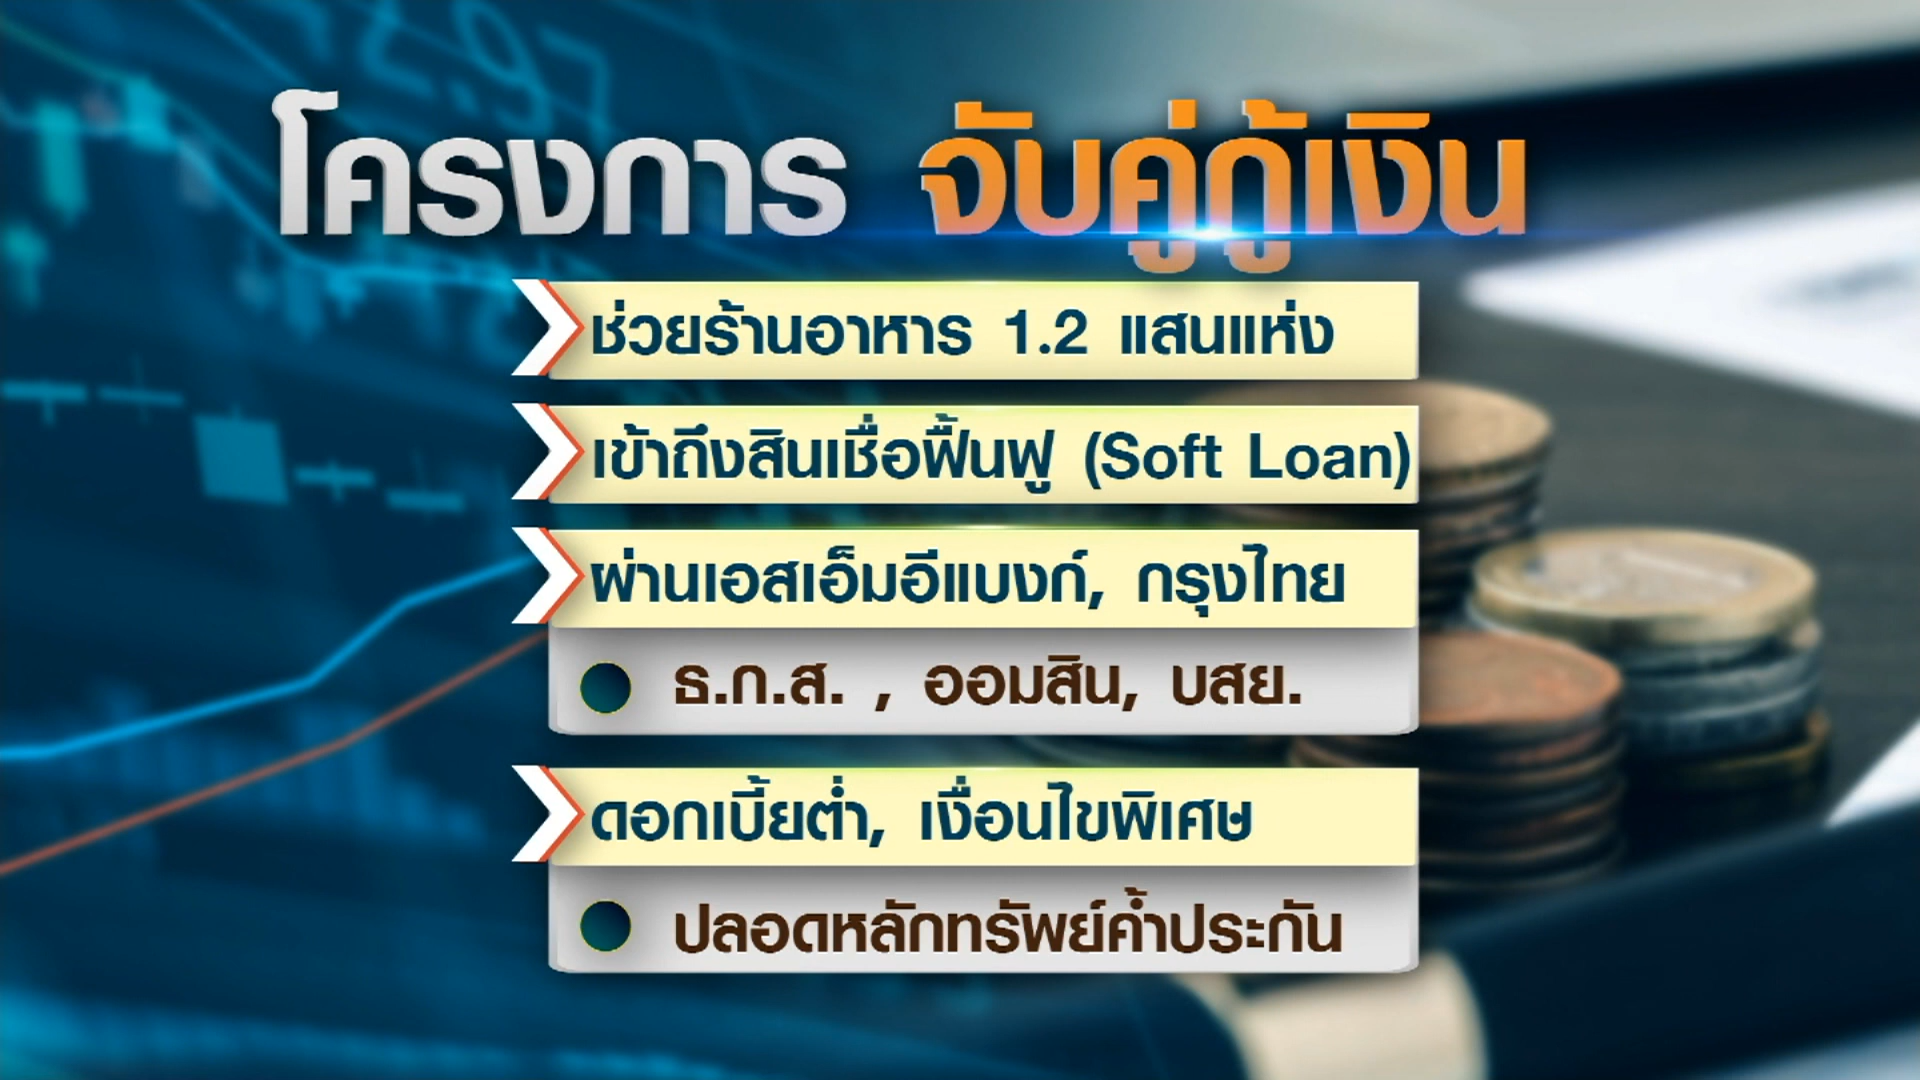 โครงการ จับคู่กู้เงิน
ช่วยร้านอาหาร 1.2 แสนแห่ง
เข้าถึงสินเชื่อฟื้นฟู (Soft Loan)
ผ่านเอสเอ็มอีแบงก์, กรุงไทย
ธ.ก.ส. , ออมสิน, บสย.
ดอกเบี้ยต่ำ, เงื่อนไขพิเศษ
ปลอดหลักทรัพย์ค้ำประกัน